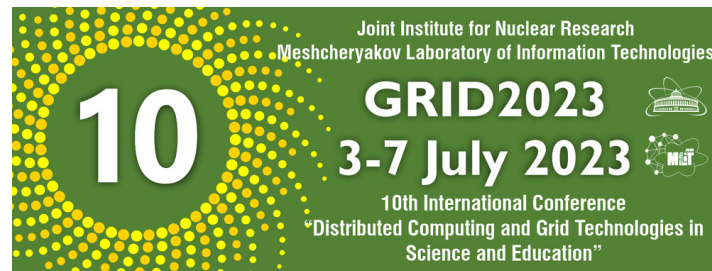 10
Joint Institute for Nuclear Research
Meshcheryakov Laboratory of Information Technologies
GRID2023
3-7 July 2023
10th International Conference
“Distributed Computing and Grid Technologies in
Science and Education”